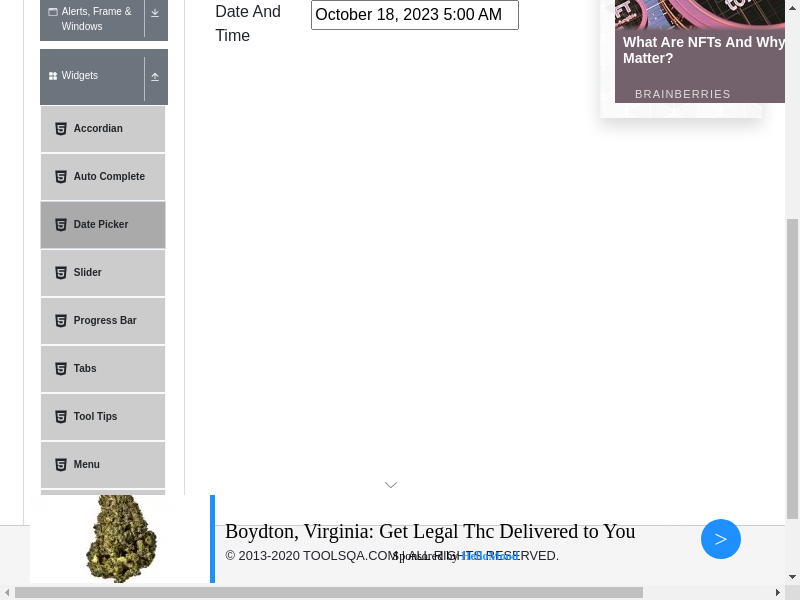 Alerts, Frame &
Windows
Widgets
Accordian
Auto Complete
Date Picker
Slider
Progress Bar
Tabs
Tool Tips
Menu
Date And
Time
October 18, 2023 5:00 AM
What Are NFTs And Why
Matter?
BRAINBERRIES
Boydton, Virginia: Get Legal Thc Delivered to You
>
© 2013-2020 TOOLSQA.COM | ALL RIGHTS RESERVED.
Sponsored by